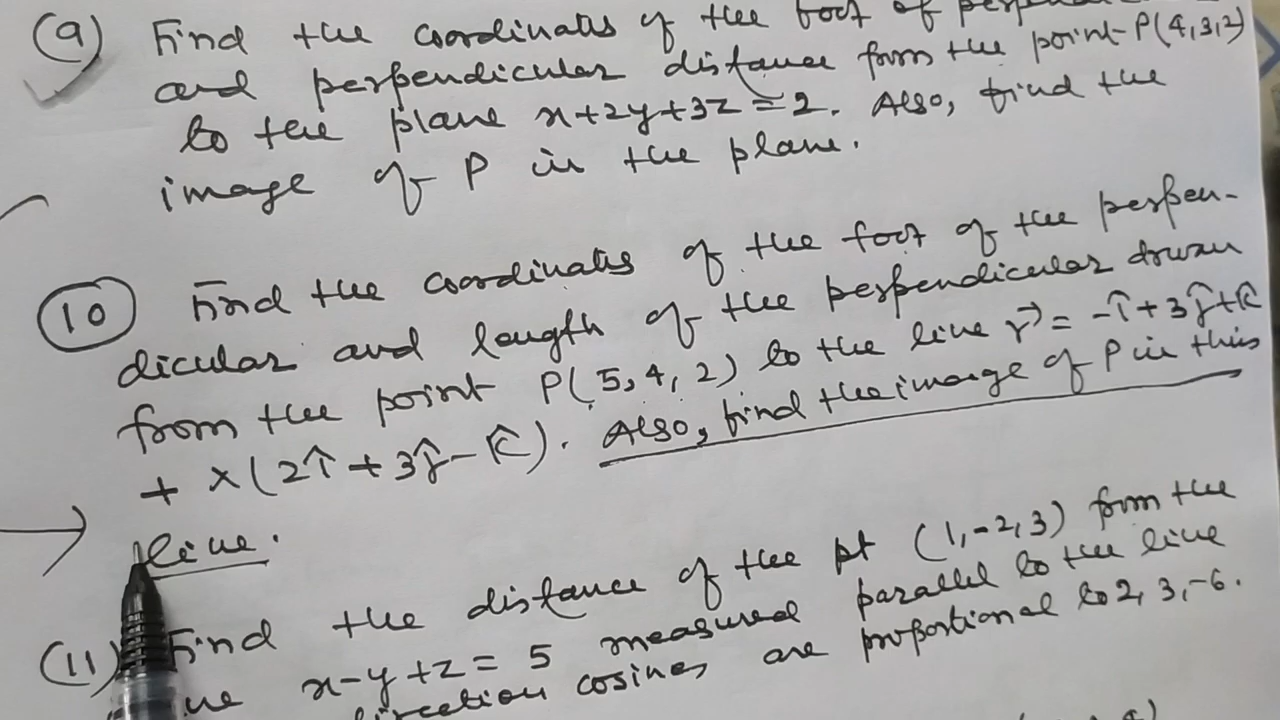 (9) Find the coordinates of the foot of
and perpendicular distance from the point P(4,3,2)
to the plane x+2y+3z=2. Also, find the
image of P in the plane.
(10) Find the coordinates of the foot of the perpen-
dicular and length of the perpendicular drawn
from the point P(5,4,2) to the line r⃗ = -î+3ĵ+k̂
+ λ(2î+3ĵ-k̂). Also, find the image of P in this
line.
(11) Find the distance of the pt (1,-2,3) from the
x-y+z=5 measured parallel to the line
direction cosines are proportional to 2,3,-6.